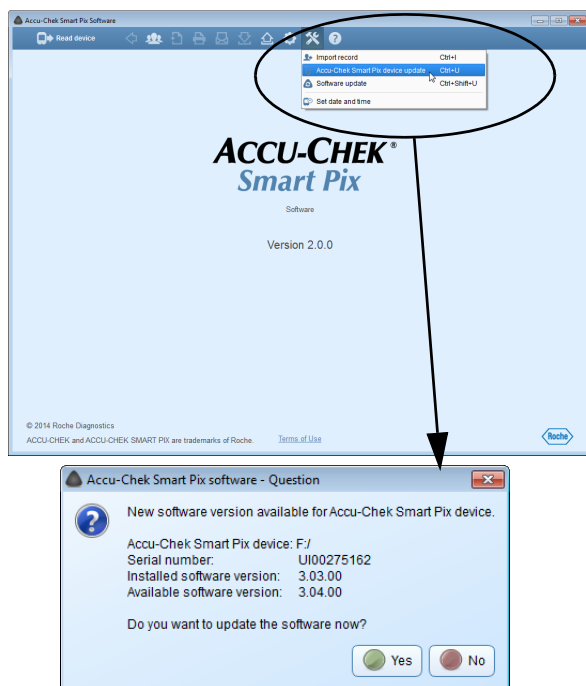 Accu-Chek Smart Pix Software
Read device
Import record Ctrl+I
Accu-Chek Smart Pix device update Ctrl+U
Software update Ctrl+Shift+U
Set date and time
ACCU-CHEK®
Smart Pix
Software
Version 2.0.0
© 2014 Roche Diagnostics
ACCU-CHEK and ACCU-CHEK SMART PIX are trademarks of Roche. Terms of Use
Roche
Accu-Chek Smart Pix software - Question
New software version available for Accu-Chek Smart Pix device.
Accu-Chek Smart Pix device: F:/
Serial number: UI00275162
Installed software version: 3.03.00
Available software version: 3.04.00
Do you want to update the software now?
Yes No